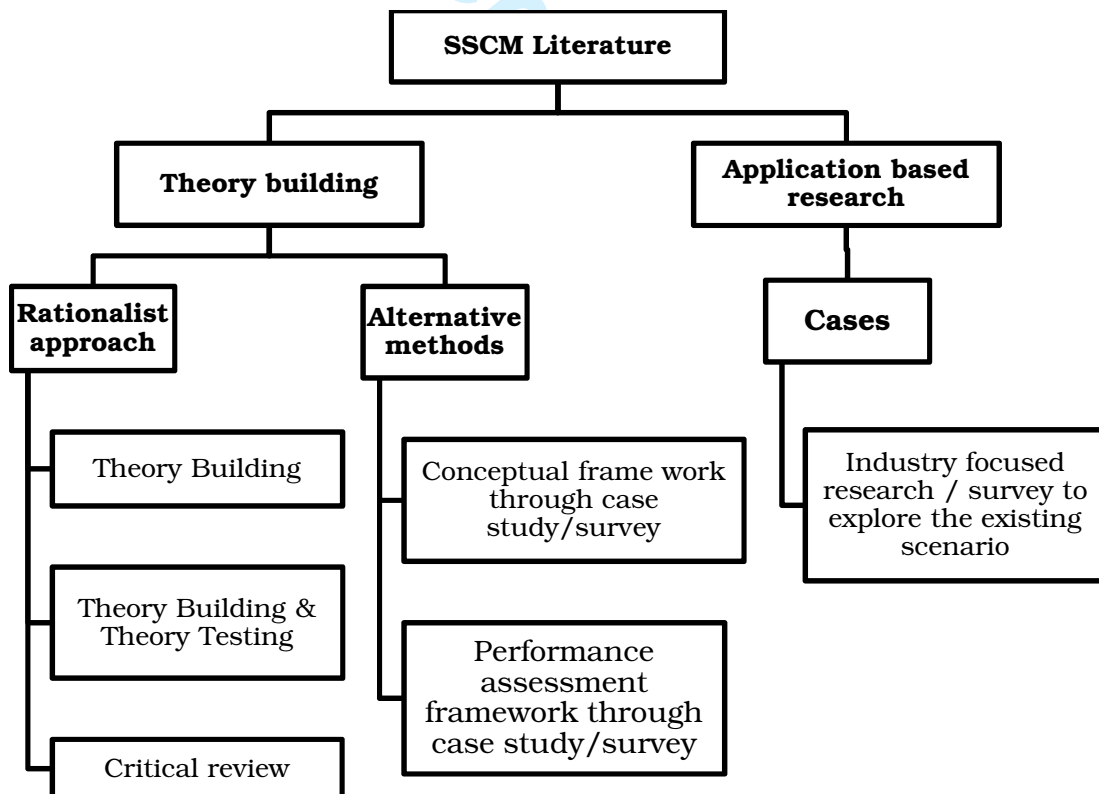 SSCM Literature
Theory building
Application based
research
Rationalist
approach
Alternative
methods
Cases
Theory Building
Theory Building &
Theory Testing
Critical review
Conceptual frame work
through case
study/survey
Performance
assessment
framework through
case study/survey
Industry focused
research / survey to
explore the existing
scenario